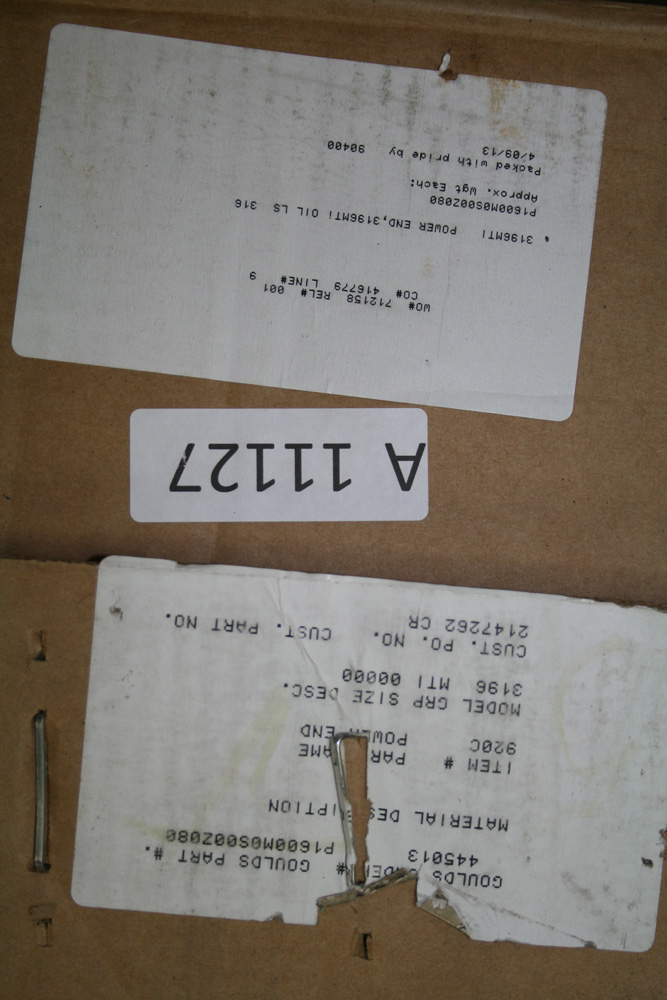 GOULDS ORDER # GOULDS PART #.
445013 P1600M0S00Z080
MATERIAL DESCRIPTION
ITEM # PART NAME
920C POWER END
MODEL GRP SIZE DESC.
3196 MTI 00000
CUST. PO. NO. CUST. PART NO.
2147262 CR
A 11127
WO# 712158 REL# 001
CO# 416779 LINE# 9
3196MTI POWER END,3196MTi OIL LS 316
P1600M0S00Z080
Approx. Wgt Each:
Packed with pride by 90400
4/09/13